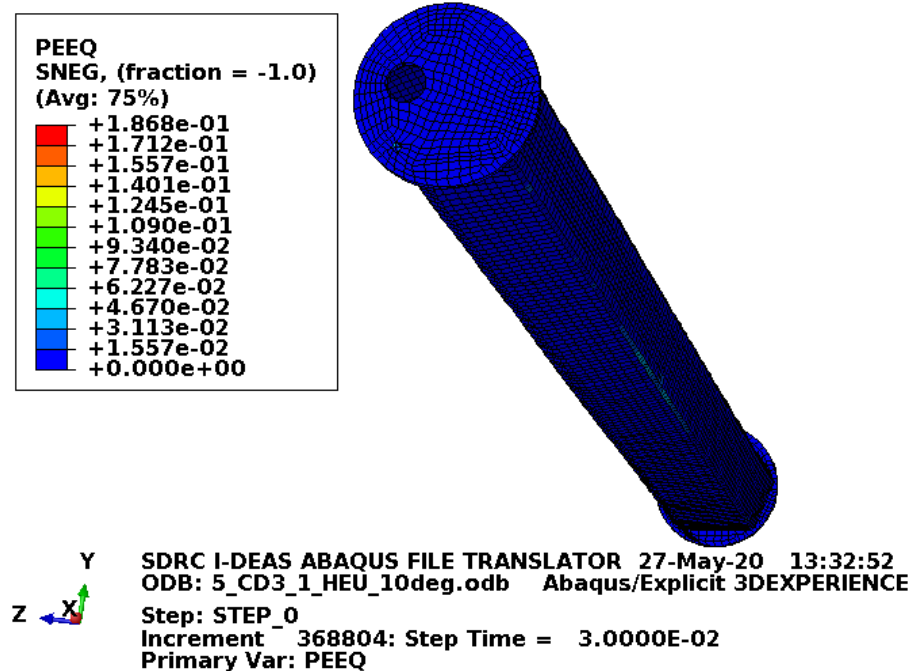 PEEQ
SNEG, (fraction = -1.0)
(Avg: 75%)
+1.868e-01
+1.712e-01
+1.557e-01
+1.401e-01
+1.245e-01
+1.090e-01
+9.340e-02
+7.783e-02
+6.227e-02
+4.670e-02
+3.113e-02
+1.557e-02
+0.000e+00
Y
Z
X
SDRC I-DEAS ABAQUS FILE TRANSLATOR 27-May-20 13:32:52
ODB: 5_CD3_1_HEU_10deg.odb Abaqus/Explicit 3DEXPERIENCE
Step: STEP_0
Increment 368804: Step Time = 3.0000E-02
Primary Var: PEEQ